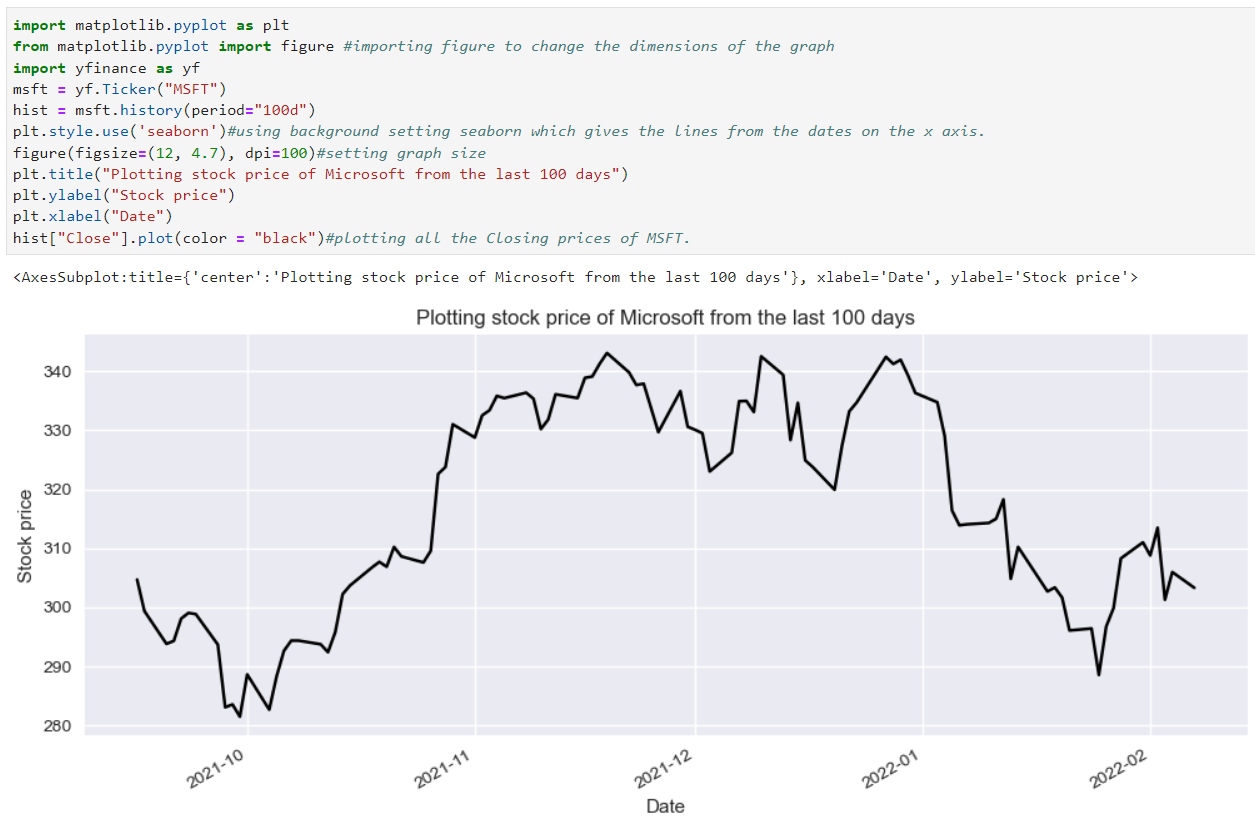 import matplotlib.pyplot as plt
from matplotlib.pyplot import figure #importing figure to change the dimensions of the graph
import yfinance as yf
msft = yf.Ticker("MSFT")
hist = msft.history(period="100d")
plt.style.use('seaborn')#using background setting seaborn which gives the lines from the dates on the x axis.
figure(figsize=(12, 4.7), dpi=100)#setting graph size
plt.title("Plotting stock price of Microsoft from the last 100 days")
plt.ylabel("Stock price")
plt.xlabel("Date")
hist["Close"].plot(color = "black")#plotting all the Closing prices of MSFT.
<AxesSubplot:title={'center':'Plotting stock price of Microsoft from the last 100 days'}, xlabel='Date', ylabel='Stock price'>
Plotting stock price of Microsoft from the last 100 days
Stock price
340
330
320
310
300
290
280
2021-10
2021-11
2021-12
2022-01
2022-02
Date